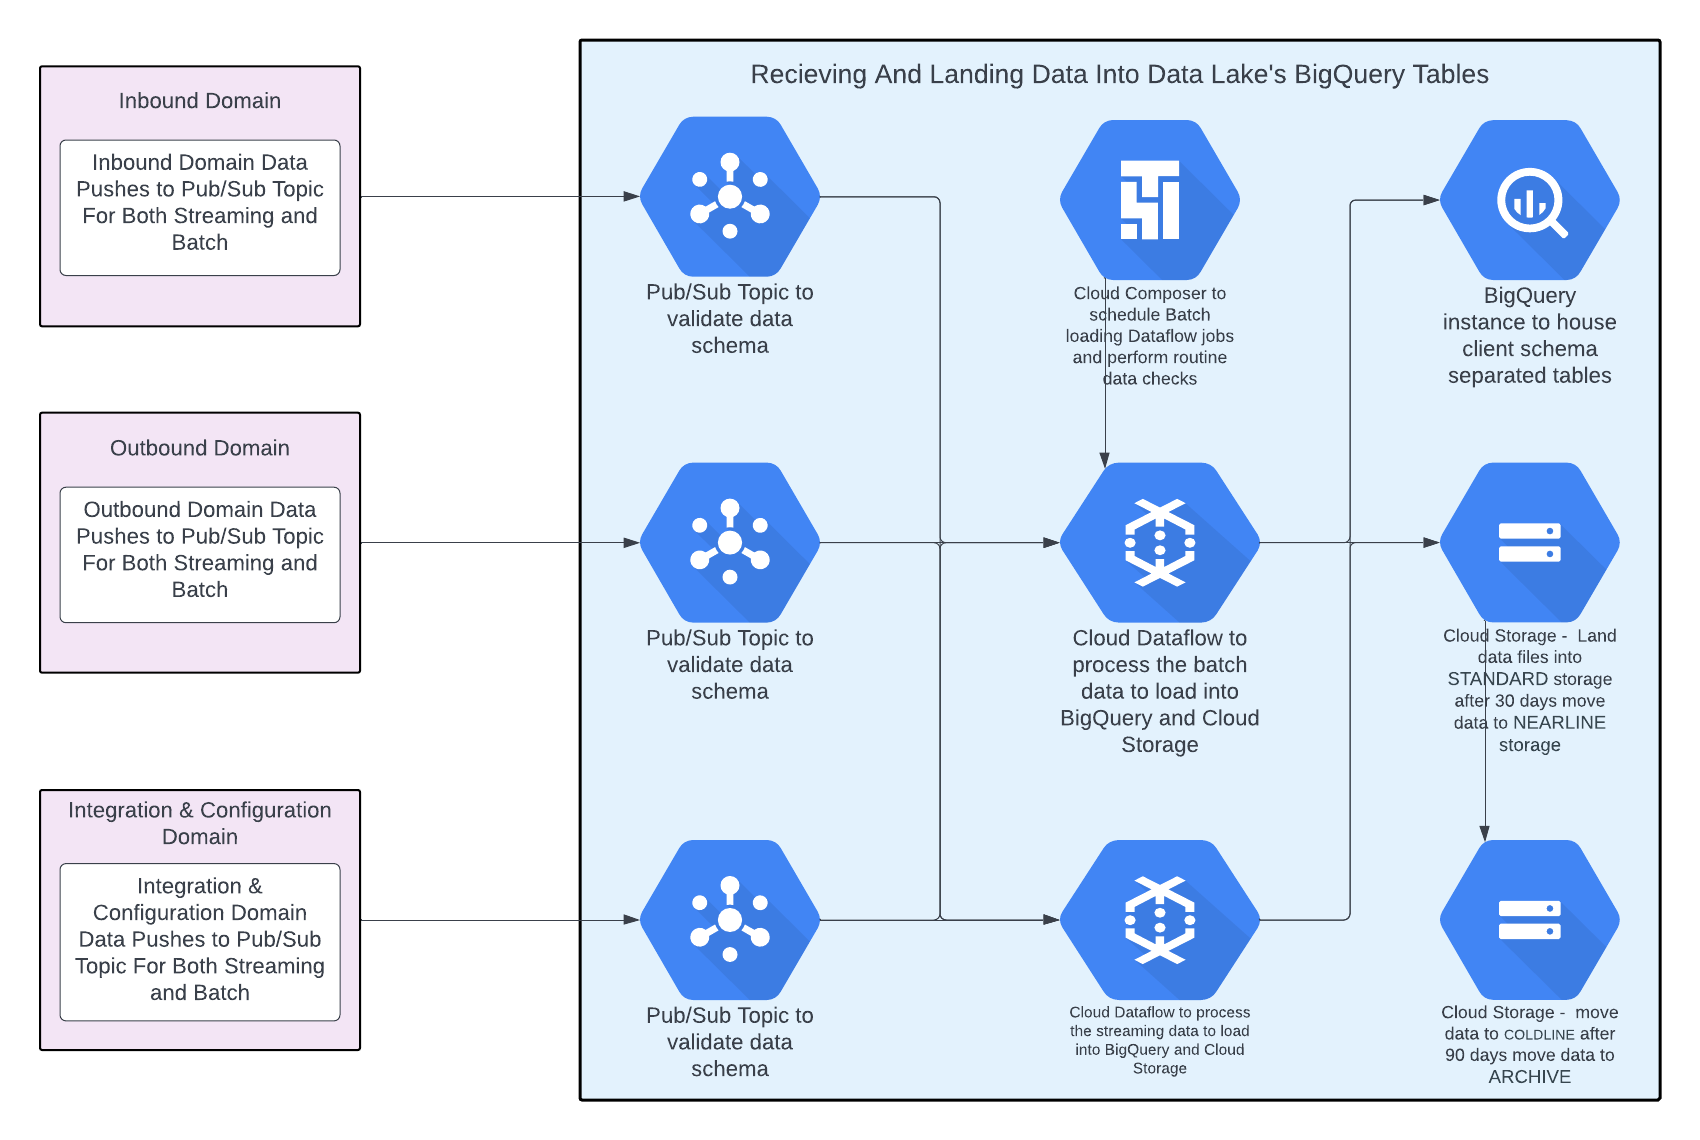 Recieving And Landing Data Into Data Lake's BigQuery Tables
Inbound Domain
Inbound Domain Data
Pushes to Pub/Sub Topic
For Both Streaming and
Batch
Pub/Sub Topic to
validate data
schema
Cloud Composer to
schedule Batch
loading Dataflow jobs
and perform routine
data checks
BigQuery
instance to house
client schema
separated tables
Outbound Domain
Outbound Domain Data
Pushes to Pub/Sub Topic
For Both Streaming and
Batch
Pub/Sub Topic to
validate data
schema
Cloud Dataflow to
process the batch
data to load into
BigQuery and Cloud
Storage
Cloud Storage -  Land
data files into
STANDARD storage
after 30 days move
data to NEARLINE
storage
Integration & Configuration
Domain
Integration &
Configuration Domain
Data Pushes to Pub/Sub
Topic For Both Streaming
and Batch
Pub/Sub Topic to
validate data
schema
Cloud Dataflow to process
the streaming data to load
into BigQuery and Cloud
Storage
Cloud Storage -  move
data to COLDLINE after
90 days move data to
ARCHIVE